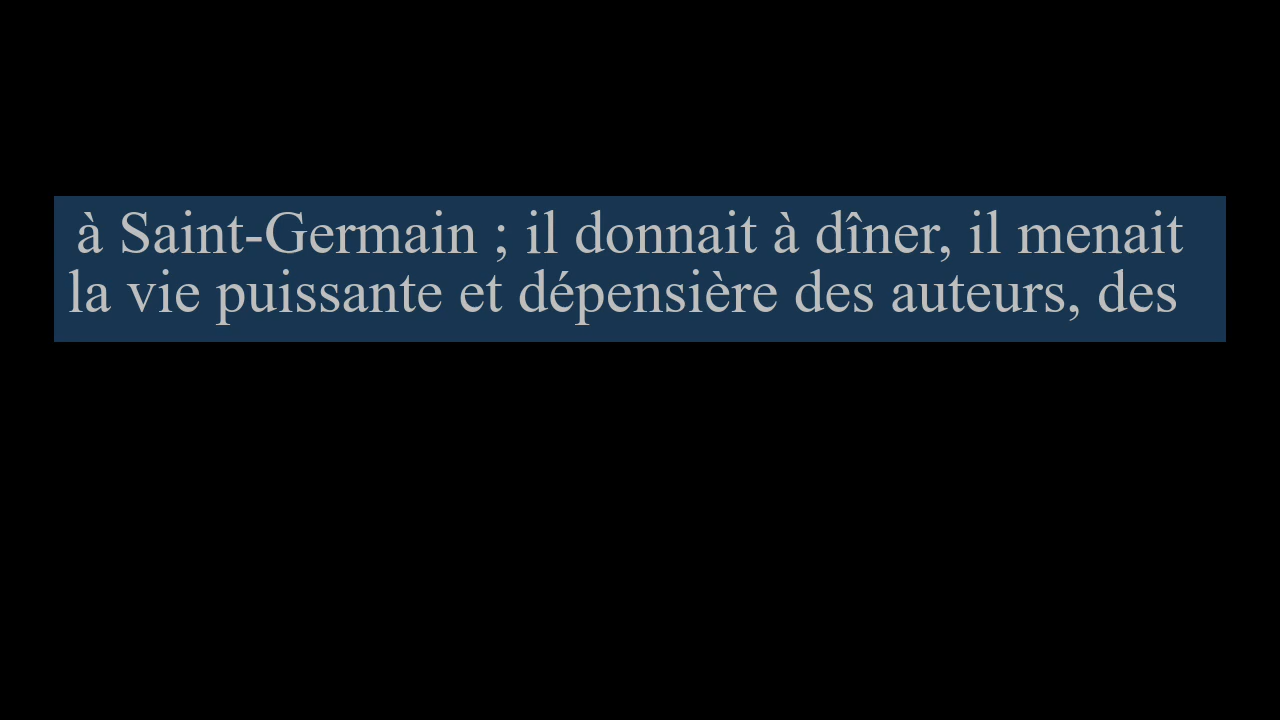 à Saint-Germain ; il donnait à dîner, il menait
la vie puissante et dépensière des auteurs, des